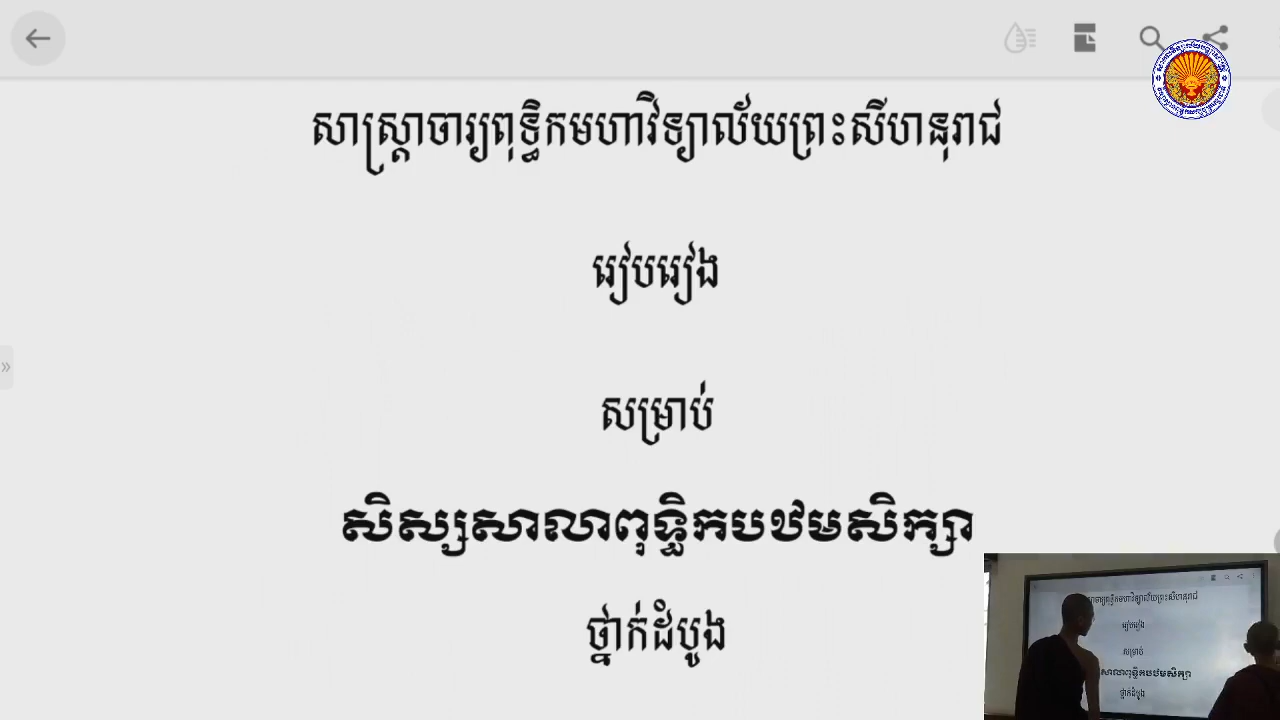 សាស្ត្រាចារ្យពុទ្ធិកមហាវិទ្យាល័យព្រះសីហនុរាជ
រៀបរៀង
សម្រាប់
សិស្សសាលាពុទ្ធិកបឋមសិក្សា
ថ្នាក់ដំបូង